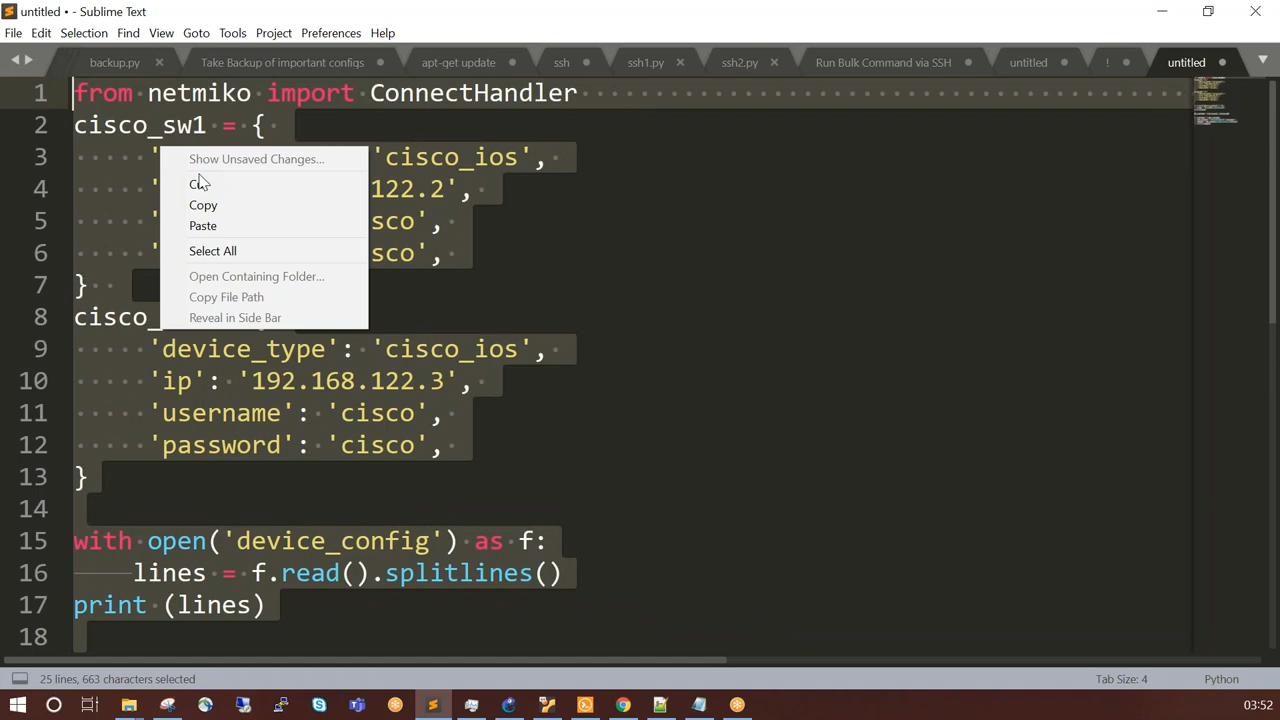 untitled • - Sublime Text
File Edit Selection Find View Goto Tools Project Preferences Help
backup.py Take Backup of important configs apt-get update ssh ssh1.py ssh2.py Run Bulk Command via SSH untitled ! untitled
1 from netmiko import ConnectHandler
2 cisco_sw1 = {
3 ' 'cisco_ios',
4 ' 122.2',
5 ' sco',
6 ' sco',
7 }
8 cisco_
9 'device_type': 'cisco_ios',
10 'ip': '192.168.122.3',
11 'username': 'cisco',
12 'password': 'cisco',
13 }
14
15 with open('device_config') as f:
16 lines = f.read().splitlines()
17 print (lines)
18
Show Unsaved Changes...
Copy
Paste
Select All
Open Containing Folder...
Copy File Path
Reveal in Side Bar
25 lines, 663 characters selected Tab Size: 4 Python
03:52